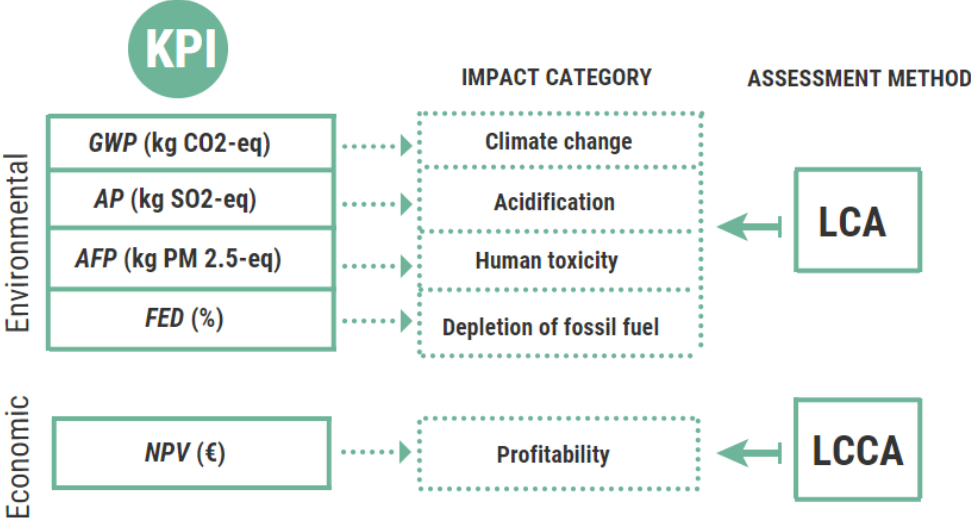 KPI
IMPACT CATEGORY
ASSESSMENT METHOD
Environmental
GWP (kg CO2-eq)
Climate change
AP (kg SO2-eq)
Acidification
LCA
AFP (kg PM 2.5-eq)
Human toxicity
FED (%)
Depletion of fossil fuel
Economic
NPV (€)
Profitability
LCCA